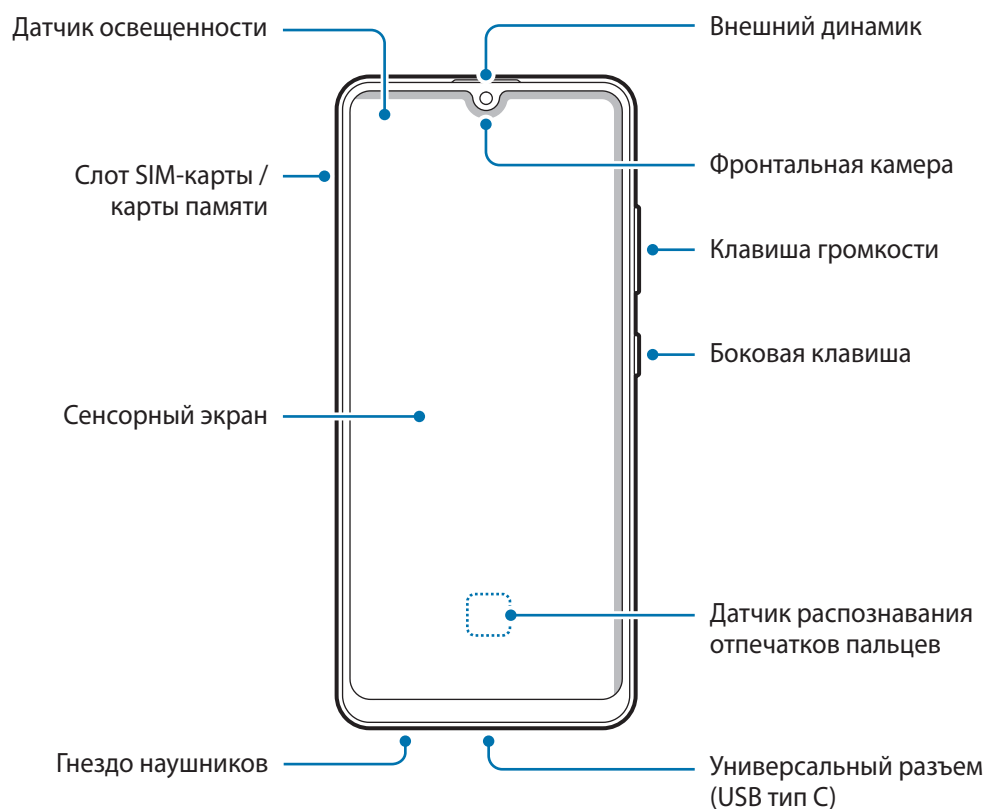 Датчик освещенности
Внешний динамик
Слот SIM-карты /
карты памяти
Фронтальная камера
Клавиша громкости
Боковая клавиша
Сенсорный экран
Датчик распознавания
отпечатков пальцев
Гнездо наушников
Универсальный разъем
(USB тип C)